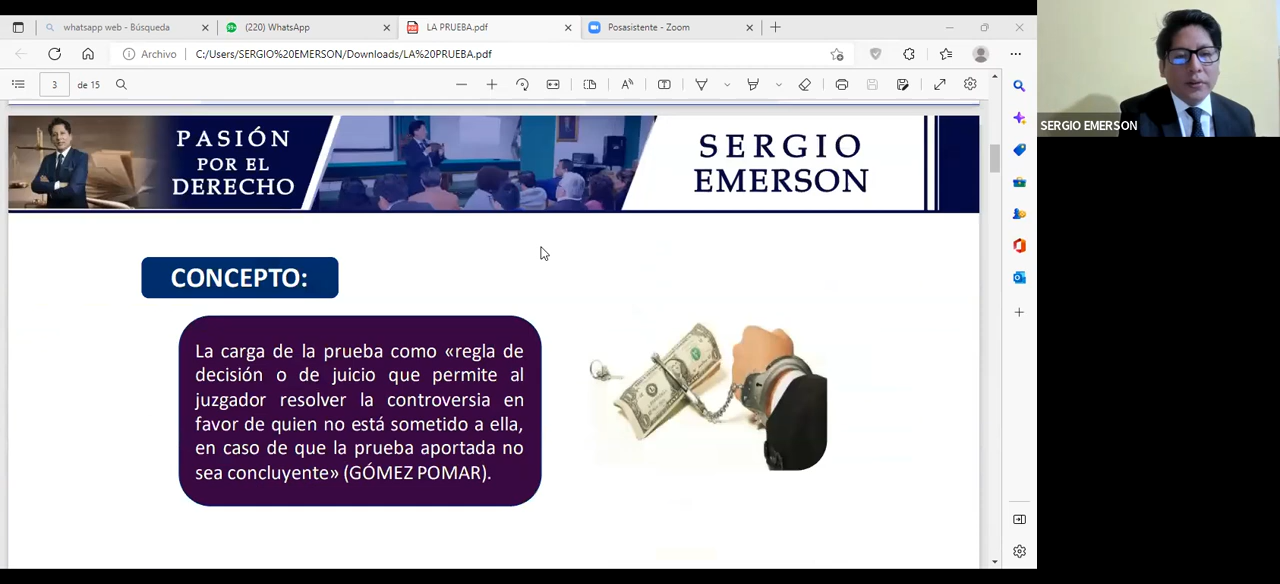 whatsapp web - Búsqueda
(220) WhatsApp
LA PRUEBA.pdf
Posasistente - Zoom
Archivo
C:/Users/SERGIO%20EMERSON/Downloads/LA%20PRUEBA.pdf
3
de 15
PASIÓN
POR EL
DERECHO
SERGIO
EMERSON
SERGIO EMERSON
CONCEPTO:
La carga de la prueba como «regla de
decisión o de juicio que permite al
juzgador resolver la controversia en
favor de quien no está sometido a ella,
en caso de que la prueba aportada no
sea concluyente» (GÓMEZ POMAR).